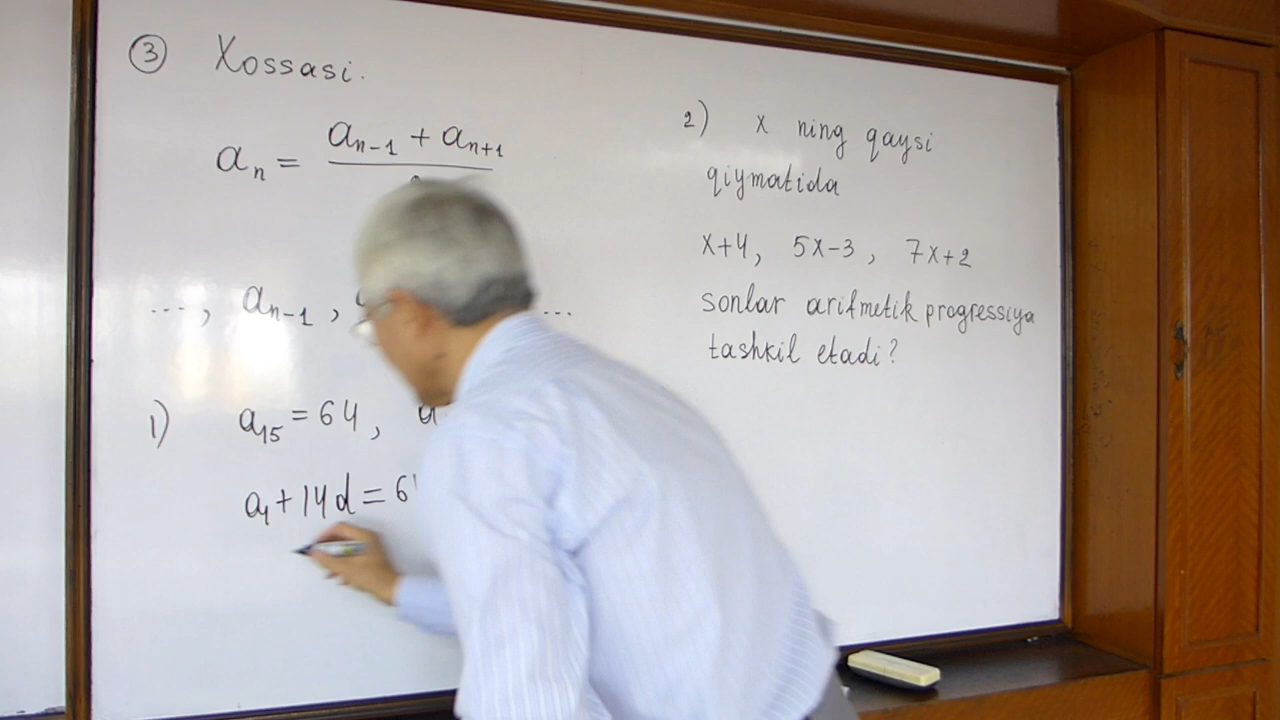 ③ Xossasi.
aₙ = (aₙ₋₁ + aₙ₊₁) /
..., aₙ₋₁, ...
1) a₁₅ = 64, a
a₁ + 14d = 6
2) x ning qaysi
qiymatida
x+4, 5x-3, 7x+2
sonlar arifmetik progressiya
tashkil etadi?